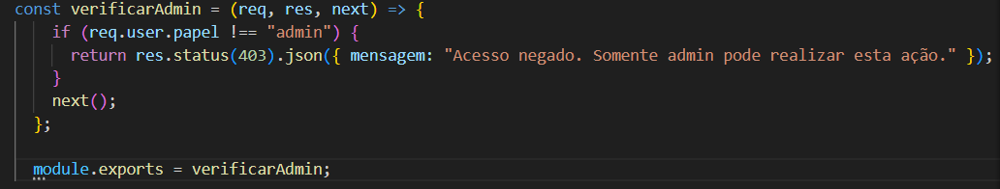 const verificarAdmin = (req, res, next) => {
if (req.user.papel !== "admin") {
return res.status(403).json({ mensagem: "Acesso negado. Somente admin pode realizar esta ação." });
}
next();
};
module.exports = verificarAdmin;